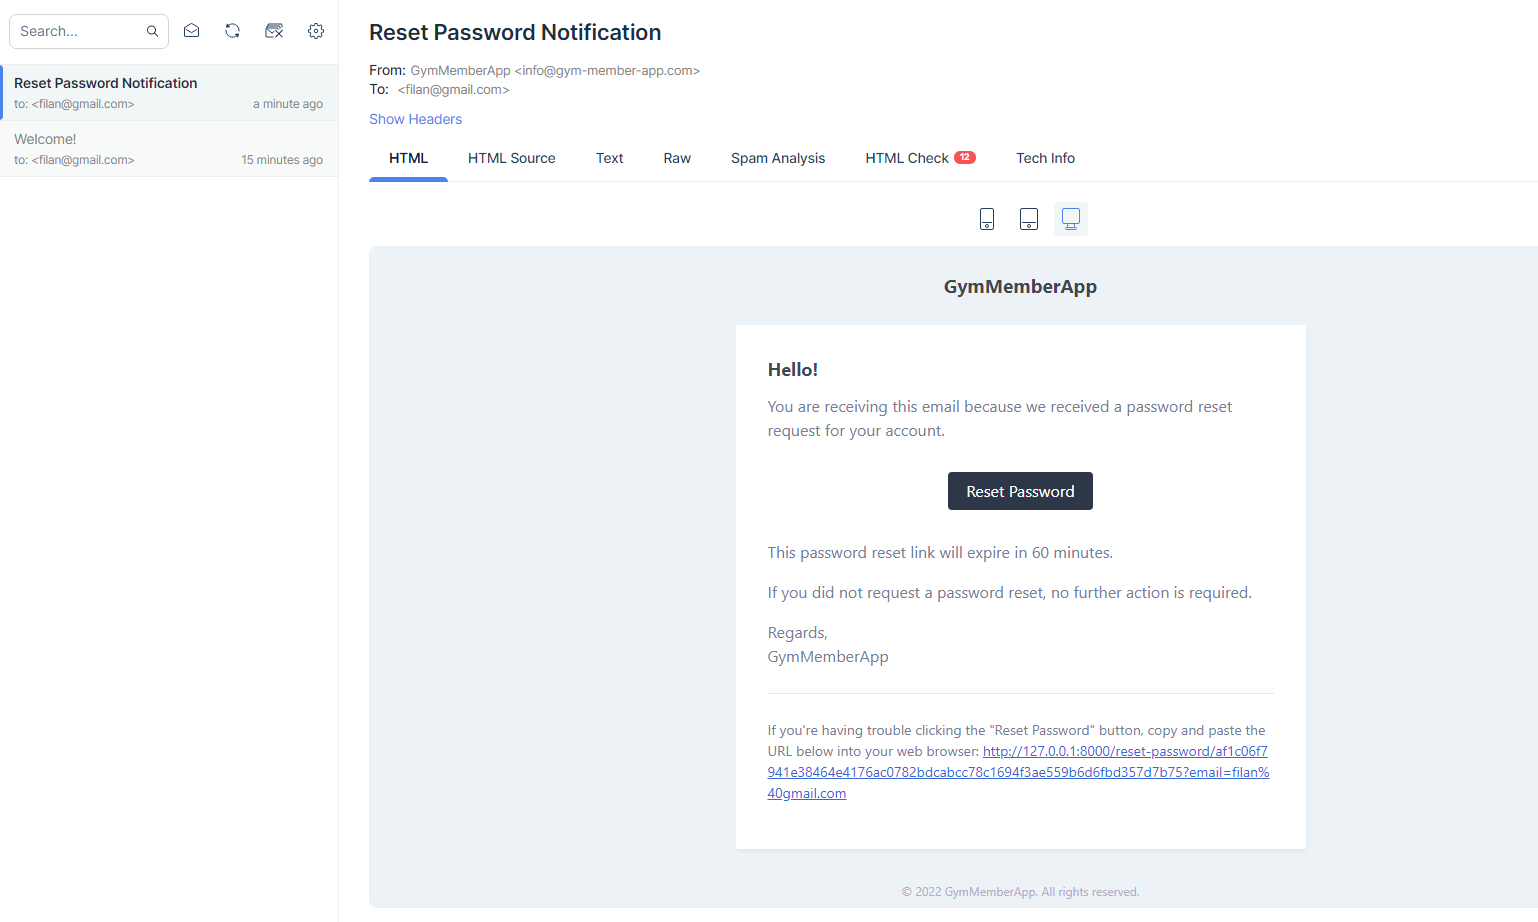 Search...
Reset Password Notification
to: <filan@gmail.com> a minute ago
Welcome!
to: <filan@gmail.com> 15 minutes ago
Reset Password Notification
From: GymMemberApp <info@gym-member-app.com>
To: <filan@gmail.com>
Show Headers
HTML HTML Source Text Raw Spam Analysis HTML Check 12 Tech Info
GymMemberApp
Hello!
You are receiving this email because we received a password reset
request for your account.
Reset Password
This password reset link will expire in 60 minutes.
If you did not request a password reset, no further action is required.
Regards,
GymMemberApp
If you're having trouble clicking the "Reset Password" button, copy and paste the
URL below into your web browser: http://127.0.0.1:8000/reset-password/af1c06f7
941e38464e4176ac0782bdcabcc78c1694f3ae559b6d6fbd357d7b75?email=filan%
40gmail.com
© 2022 GymMemberApp. All rights reserved.